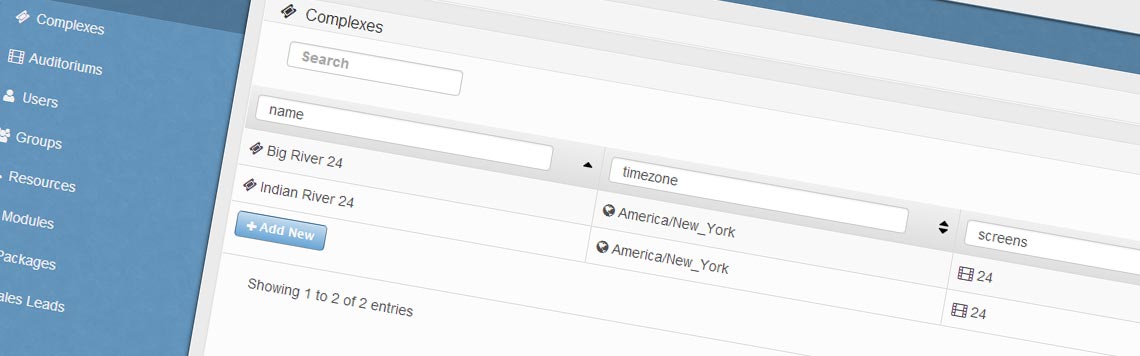 Complexes
Auditoriums
Users
Groups
Resources
Modules
Packages
ales Leads
Complexes
Search
name
timezone
screens
Big River 24
America/New_York
24
Indian River 24
America/New_York
24
Add New
Showing 1 to 2 of 2 entries